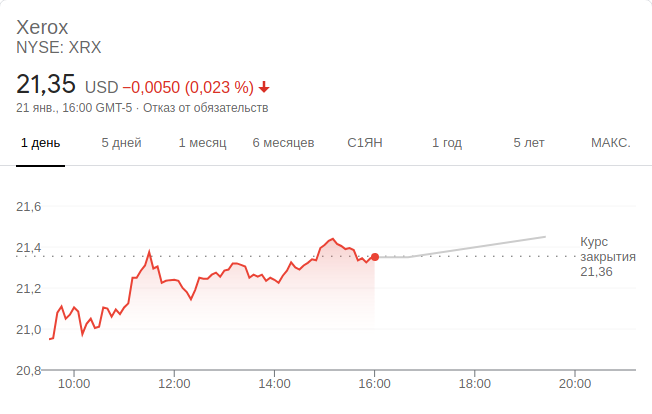 Xerox
NYSE: XRX
21,35 USD −0,0050 (0,023 %)
21 янв., 16:00 GMT-5 · Отказ от обязательств
1 день 5 дней 1 месяц 6 месяцев С1ЯН 1 год 5 лет МАКС.
21,6
21,4
21,2
21,0
20,8
Курс
закрытия
21,36
10:00 12:00 14:00 16:00 18:00 20:00